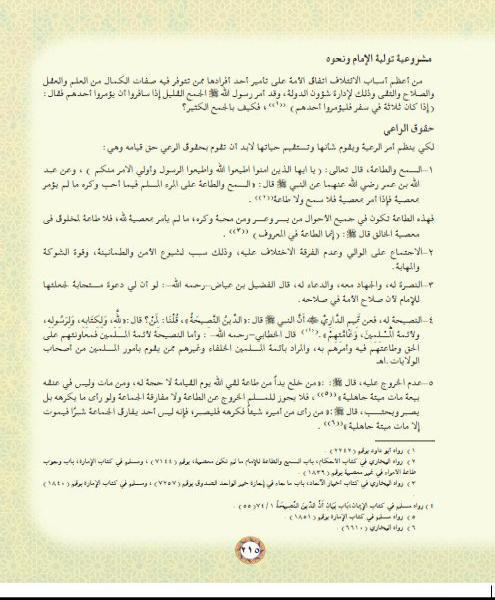 مشروعية تولية الإمام ونحوه
من أعظم أسباب الائتلاف اتفاق الأمة على تأمير أحد أفرادها ممن تتوفر فيه صفات الكمال من العلم والعقل
والصلاح والتقى وذلك لإدارة شؤون الدولة، وقد أمر رسول الله ﷺ الجمع القليل إذا سافروا أن يؤمروا أحدهم فقال :
(إذا كان ثلاثة في سفر فليؤمروا أحدهم) ((١))، فكيف بالجمع الكثير؟
حقوق الراعي
لكي ينظم أمر الرعية ويقوم شأنها وتستقيم حياتها لابد أن تقوم بحقوق الرعي حق قيامه وهي :
١-السمع والطاعة، قال تعالى: ( يا ايها الذين امنوا اطيعوا الله واطيعوا الرسول وأولي الامر منكم ) ، وعن عبد
الله بن عمر رضي الله عنهما عن النبي ﷺ قال : «السمع والطاعة على المرء المسلم فيما أحب وكره ما لم يؤمر
بمعصية فإذا أمر بمعصية فلا سمع ولا طاعة»((٢)).
فهذه الطاعة تكون في جميع الأحوال من يسر وعسر ومن محبة وكره، ما لم يأمر بمعصية لله، فلا طاعة لمخلوق في
معصية الخالق قال ﷺ : (إنما الطاعة في المعروف) ((٣)).
٢-الاجتماع على الوالي وعدم الفرقة الاختلاف عليه، وذلك سبب لشيوع الأمن والطمأنينة، وقوة الشوكة
والمهابة.
٣-النصرة له، والجهاد معه، والدعاء له، قال الفضيل بن عياض-رحمه الله-: لو أن لي دعوة مستجابة لجعلتها
للإمام لأن صلاح الأمة في صلاحه.
٤-النصيحة له، فعن تميم الداريِّ أنَّ النبي ﷺ قال :«الدِّينُ النَّصيحةُ»، قُلْنَا: لِمَنْ؟ قال: «للَّهِ، وَلِكِتَابِهِ، وَلِرَسُولِهِ،
ولأئمة المُسْلِمِينَ، وَعَامَّتِهِمْ»((٤)) قال الخطابي-رحمه الله- : وأما النصيحة لأئمة المسلمين فمعاونتهم على
الحق وطاعتهم فيه وأمرهم به، والمراد بأئمة المسلمين الخلفاء وغيرهم ممن يقوم بأمور المسلمين من أصحاب
الولايات.اهـ
٥-عدم الخروج عليه، قال ﷺ : «من خلع يداً من طاعة لقي الله يوم القيامة لا حجة له، ومن مات وليس في عنقه
بيعة مات ميتة جاهلية»((٥))، فلا يجوز للمسلم الخروج عن الطاعة ولا مفارقة الجماعة ولو رأى ما يكرهه بل
يصبر ويحتسب، قال ﷺ : «من رأى من أميره شيئاً فكرهه فليصبر، فإنه ليس أحد يفارق الجماعة شبراً فيموت
إلا مات ميتة جاهلية»((٦)).
١) رواه أبو داود برقم (٢٢٤٢) .
٢) رواه البخاري في كتاب الأحكام، باب السمع والطاعة للإمام ما لم تكن معصية، برقم (٧١٤٤) ، ومسلم في كتاب الإمارة، باب وجوب
طاعة الأمراء في غير معصية برقم (١٨٣٩) .
٣) رواه البخاري في كتاب أخبار الآحاد، باب ما جاء في إجازة خبر الواحد الصدوق برقم (٧٢٥٧) ، ومسلم في كتاب الإمارة برقم (١٨٤٠)
.
٤) رواه مسلم في كتاب الإيمان،باب بَيَانِ أَنَّ الدِّينَ النَّصِيحَةُ ٧٤/١(٥٥) .
٥) رواه مسلم في كتاب الإمارة برقم (١٨٥١) .
٦) رواه البخاري (٦٦١٠) .
٢١٥